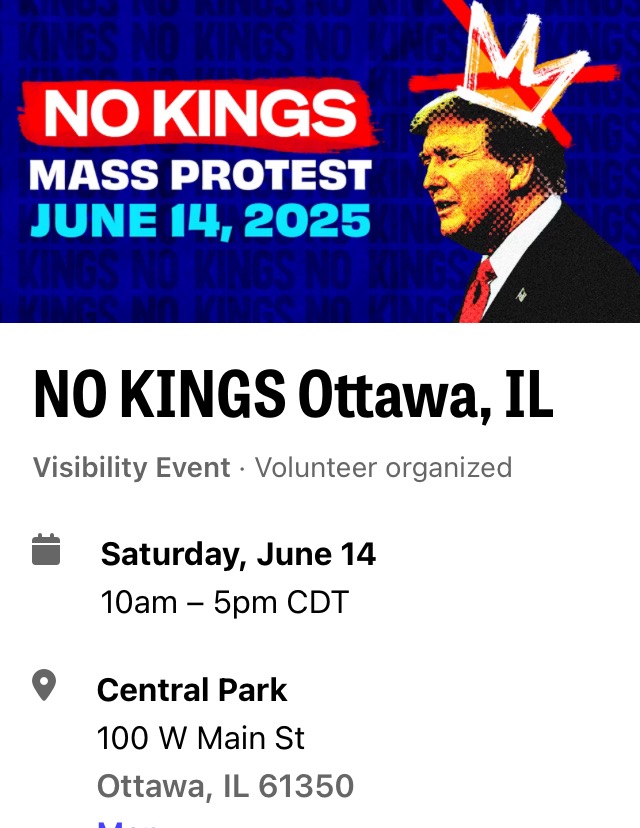 NO KINGS
MASS PROTEST
JUNE 14, 2025
NO KINGS Ottawa, IL
Visibility Event · Volunteer organized
Saturday, June 14
10am – 5pm CDT
Central Park
100 W Main St
Ottawa, IL 61350